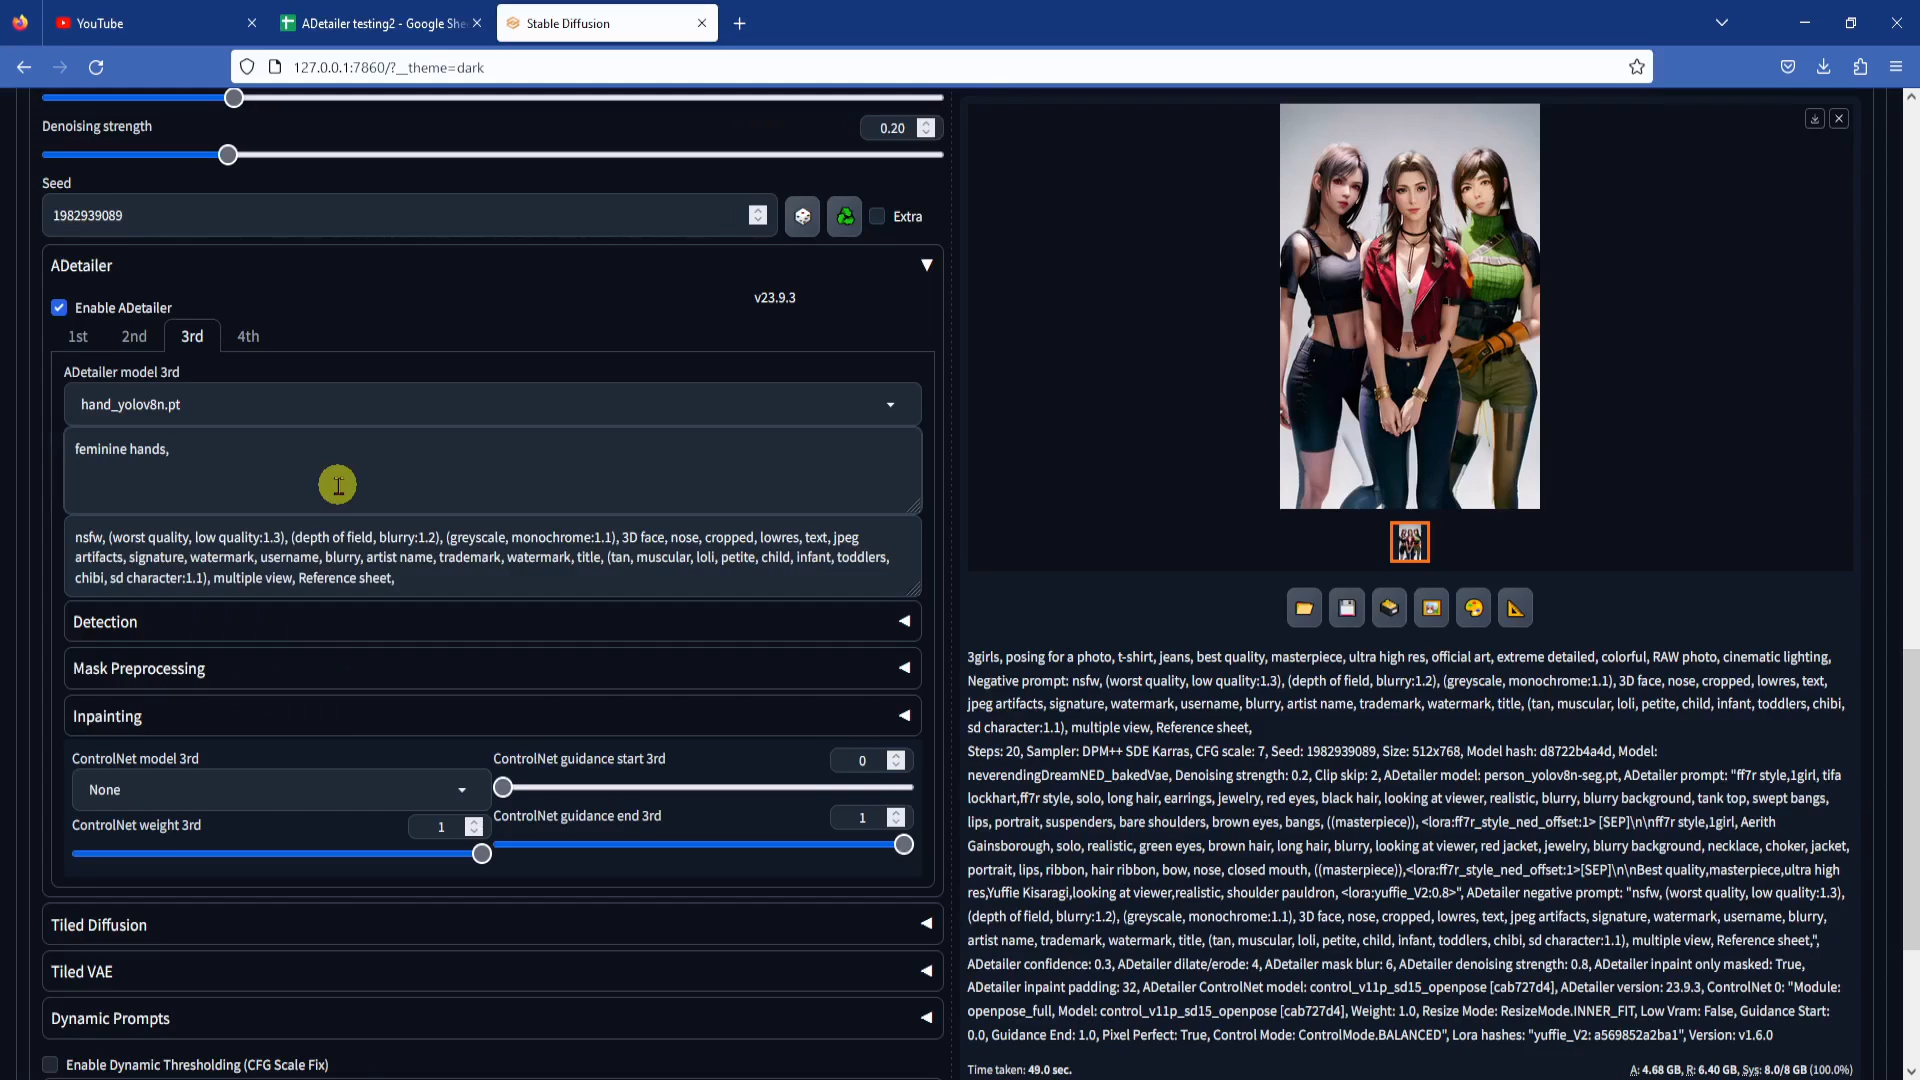 YouTube
ADetailer testing2 - Google She
Stable Diffusion
127.0.0.1:7860/?__theme=dark
Denoising strength
0.20
Seed
1982939089
Extra
ADetailer
Enable ADetailer
v23.9.3
1st
2nd
3rd
4th
ADetailer model 3rd
hand_yolov8n.pt
feminine hands,
nsfw, (worst quality, low quality:1.3), (depth of field, blurry:1.2), (greyscale, monochrome:1.1), 3D face, nose, cropped, lowres, text, jpeg
artifacts, signature, watermark, username, blurry, artist name, trademark, watermark, title, (tan, muscular, loli, petite, child, infant, toddlers,
chibi, sd character:1.1), multiple view, Reference sheet,
Detection
Mask Preprocessing
Inpainting
ControlNet model 3rd
None
ControlNet weight 3rd
1
ControlNet guidance start 3rd
0
ControlNet guidance end 3rd
1
Tiled Diffusion
Tiled VAE
Dynamic Prompts
Enable Dynamic Thresholding (CFG Scale Fix)
3girls, posing for a photo, t-shirt, jeans, best quality, masterpiece, ultra high res, official art, extreme detailed, colorful, RAW photo, cinematic lighting,
Negative prompt: nsfw, (worst quality, low quality:1.3), (depth of field, blurry:1.2), (greyscale, monochrome:1.1), 3D face, nose, cropped, lowres, text,
jpeg artifacts, signature, watermark, username, blurry, artist name, trademark, watermark, title, (tan, muscular, loli, petite, child, infant, toddlers, chibi,
sd character:1.1), multiple view, Reference sheet,
Steps: 20, Sampler: DPM++ SDE Karras, CFG scale: 7, Seed: 1982939089, Size: 512x768, Model hash: d8722b4a4d, Model:
neverendingDreamNED_bakedVae, Denoising strength: 0.2, Clip skip: 2, ADetailer model: person_yolov8n-seg.pt, ADetailer prompt: "ff7r style,1girl, tifa
lockhart,ff7r style, solo, long hair, earrings, jewelry, red eyes, black hair, looking at viewer, realistic, blurry, blurry background, tank top, swept bangs,
lips, portrait, suspenders, bare shoulders, brown eyes, bangs, ((masterpiece)), <lora:ff7r_style_ned_offset:1> [SEP]\n\nff7r style,1girl, Aerith
Gainsborough, solo, realistic, green eyes, brown hair, long hair, blurry, looking at viewer, red jacket, jewelry, blurry background, necklace, choker, jacket,
portrait, lips, ribbon, hair ribbon, bow, nose, closed mouth, ((masterpiece)),<lora:ff7r_style_ned_offset:1>[SEP]\n\nBest quality,masterpiece,ultra high
res,Yuffie Kisaragi,looking at viewer,realistic, shoulder pauldron, <lora:yuffie_V2:0.8>", ADetailer negative prompt: "nsfw, (worst quality, low quality:1.3),
(depth of field, blurry:1.2), (greyscale, monochrome:1.1), 3D face, nose, cropped, lowres, text, jpeg artifacts, signature, watermark, username, blurry,
artist name, trademark, watermark, title, (tan, muscular, loli, petite, child, infant, toddlers, chibi, sd character:1.1), multiple view, Reference sheet,",
ADetailer confidence: 0.3, ADetailer dilate/erode: 4, ADetailer mask blur: 6, ADetailer denoising strength: 0.8, ADetailer inpaint only masked: True,
ADetailer inpaint padding: 32, ADetailer ControlNet model: control_v11p_sd15_openpose [cab727d4], ADetailer version: 23.9.3, ControlNet 0: "Module:
openpose_full, Model: control_v11p_sd15_openpose [cab727d4], Weight: 1.0, Resize Mode: ResizeMode.INNER_FIT, Low Vram: False, Guidance Start:
0.0, Guidance End: 1.0, Pixel Perfect: True, Control Mode: ControlMode.BALANCED", Lora hashes: "yuffie_V2: a569852a2ba1", Version: v1.6.0
Time taken: 49.0 sec.
A: 4.68 GB, R: 6.40 GB, Sys: 8.0/8 GB (100.0%)